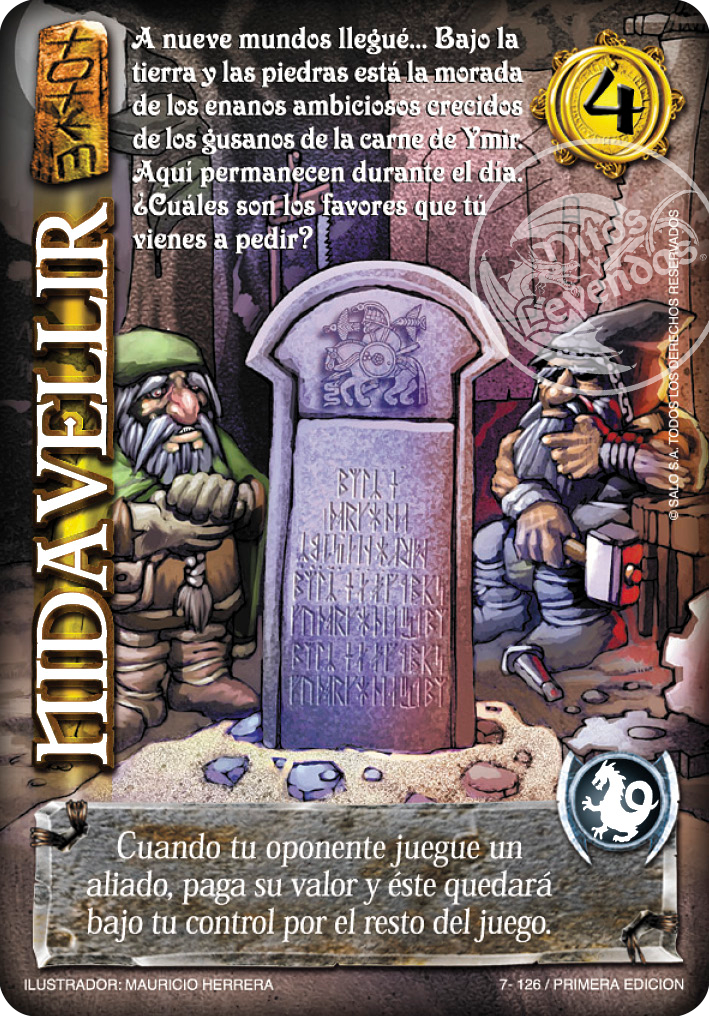 A nueve mundos llegué... Bajo la
tierra y las piedras está la morada
de los enanos ambiciosos crecidos
de los gusanos de la carne de Ymir.
Aquí permanecen durante el día.
¿Cuáles son los favores que tú
vienes a pedir?
4
Mitos
y
Leyendas
NIDAVELLIR
© SALO S.A. TODOS LOS DERECHOS RESERVADOS
Cuando tu oponente juegue un
aliado, paga su valor y éste quedará
bajo tu control por el resto del juego.
ILUSTRADOR: MAURICIO HERRERA
7- 126 / PRIMERA EDICION